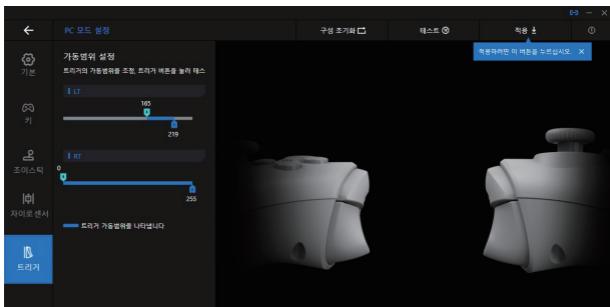 PC 모드 설정
구성 초기화
테스트
적용
적용하려면 이 버튼을 누르십시오. ×
기본
키
조이스틱
자이로센서
트리거
가동범위 설정
트리거의 가동범위를 조정, 트리거 버튼을 눌러 테스
LT
165
219
RT
0
255
트리거 가동범위를 나타냅니다